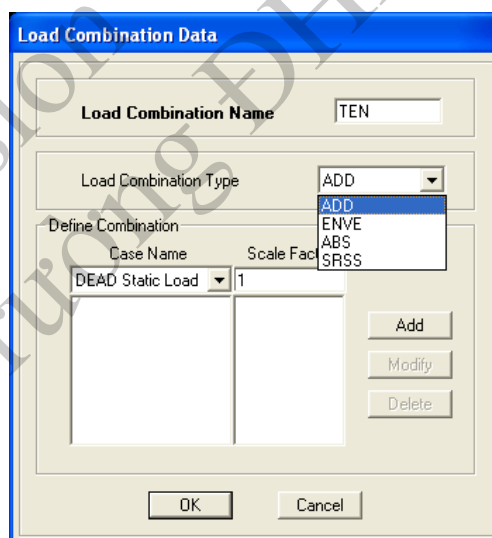 Load Combination Data
Load Combination Name TEN
Load Combination Type ADD
ADD
ENVE
ABS
SRSS
Define Combination
Case Name Scale Fact
DEAD Static Load 1
Add
Modify
Delete
OK Cancel